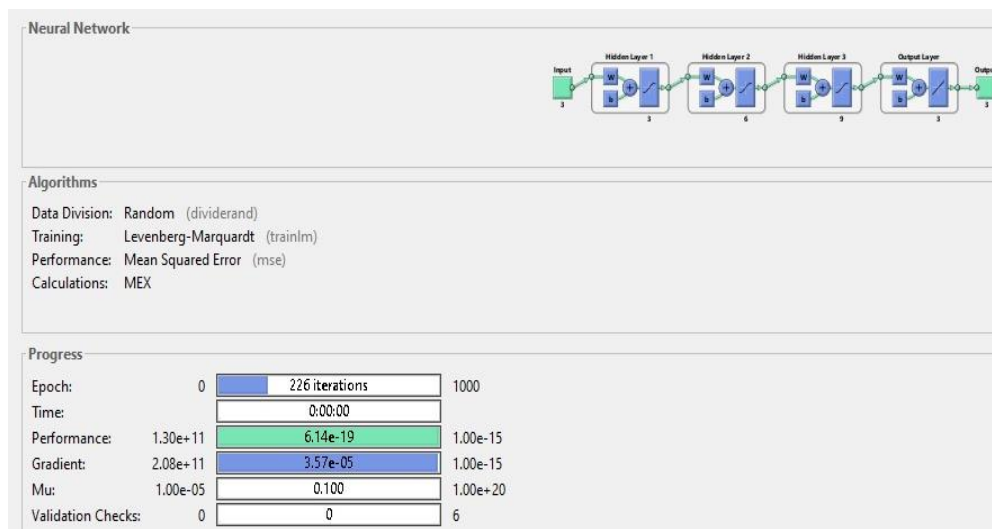 Neural Network
Hidden Layer 1 Hidden Layer 2 Hidden Layer 3 Output Layer
Input Outpu
W W W W
+ + + +
b b b b
3 3 6 9 3 3
Algorithms
Data Division: Random (dividerand)
Training: Levenberg-Marquardt (trainlm)
Performance: Mean Squared Error (mse)
Calculations: MEX
Progress
Epoch: 0 226 iterations 1000
Time: 0:00:00
Performance: 1.30e+11 6.14e-19 1.00e-15
Gradient: 2.08e+11 3.57e-05 1.00e-15
Mu: 1.00e-05 0.100 1.00e+20
Validation Checks: 0 0 6